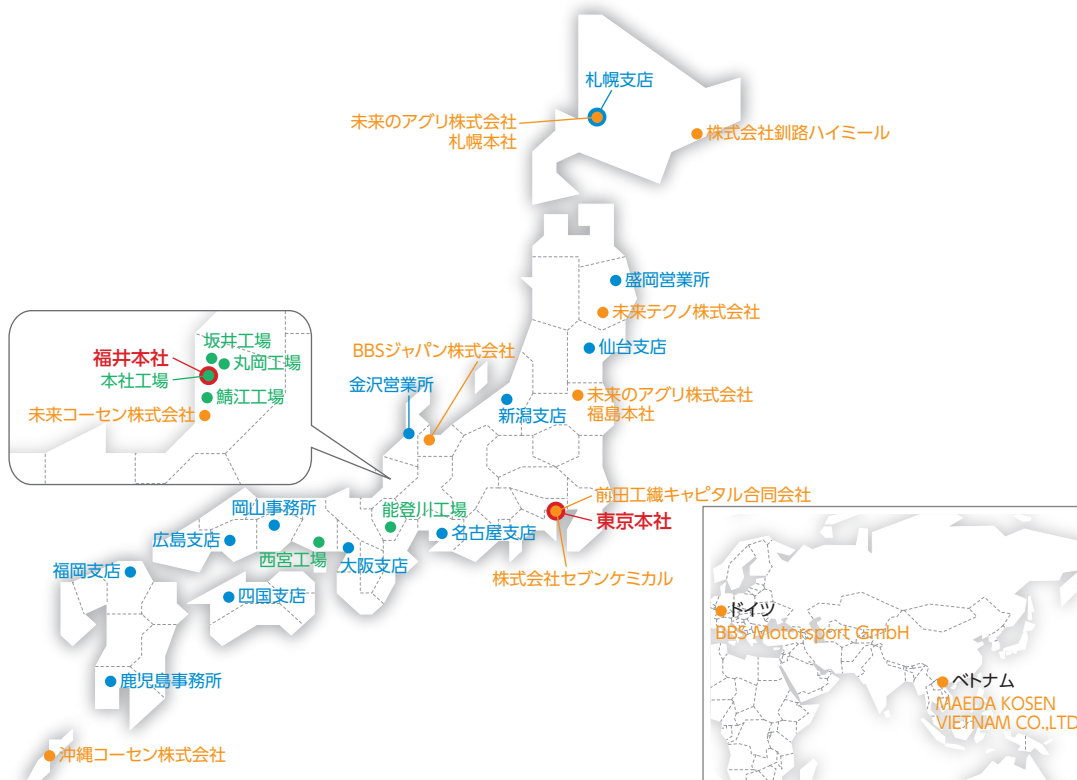 札幌支店
未来のアグリ株式会社
札幌本社
株式会社釧路ハイミール
盛岡営業所
未来テクノ株式会社
仙台支店
坂井工場
福井本社
丸岡工場
本社工場
鯖江工場
未来コーセン株式会社
BBSジャパン株式会社
金沢営業所
未来のアグリ株式会社
福島本社
新潟支店
前田工繊キャピタル合同会社
東京本社
岡山事務所
能登川工場
広島支店
名古屋支店
西宮工場
大阪支店
福岡支店
株式会社セブンケミカル
四国支店
鹿児島事務所
沖縄コーセン株式会社
ドイツ
BBS Motorsport GmbH
ベトナム
MAEDA KOSEN
VIETNAM CO.,LTD